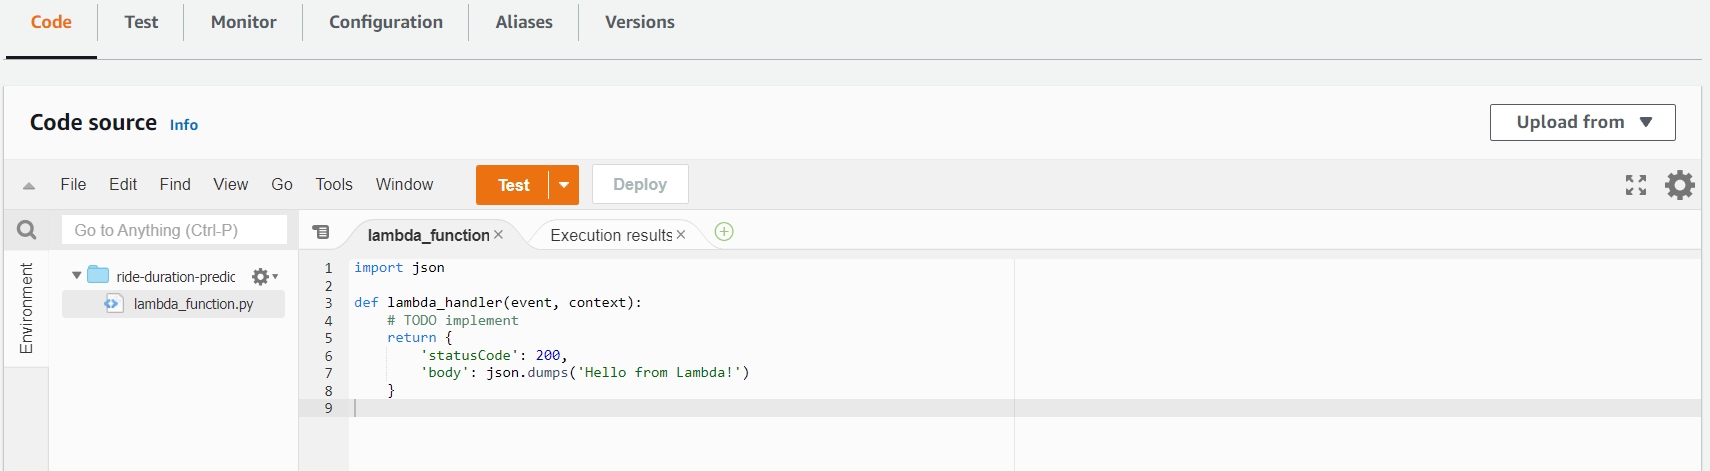 Code Test Monitor Configuration Aliases Versions
Code source Info
Upload from
File Edit Find View Go Tools Window Test Deploy
Go to Anything (Ctrl-P)
lambda_function
Execution results
Environment
ride-duration-predic
lambda_function.py
1 import json
2
3 def lambda_handler(event, context):
4 # TODO implement
5 return {
6 'statusCode': 200,
7 'body': json.dumps('Hello from Lambda!')
8 }
9